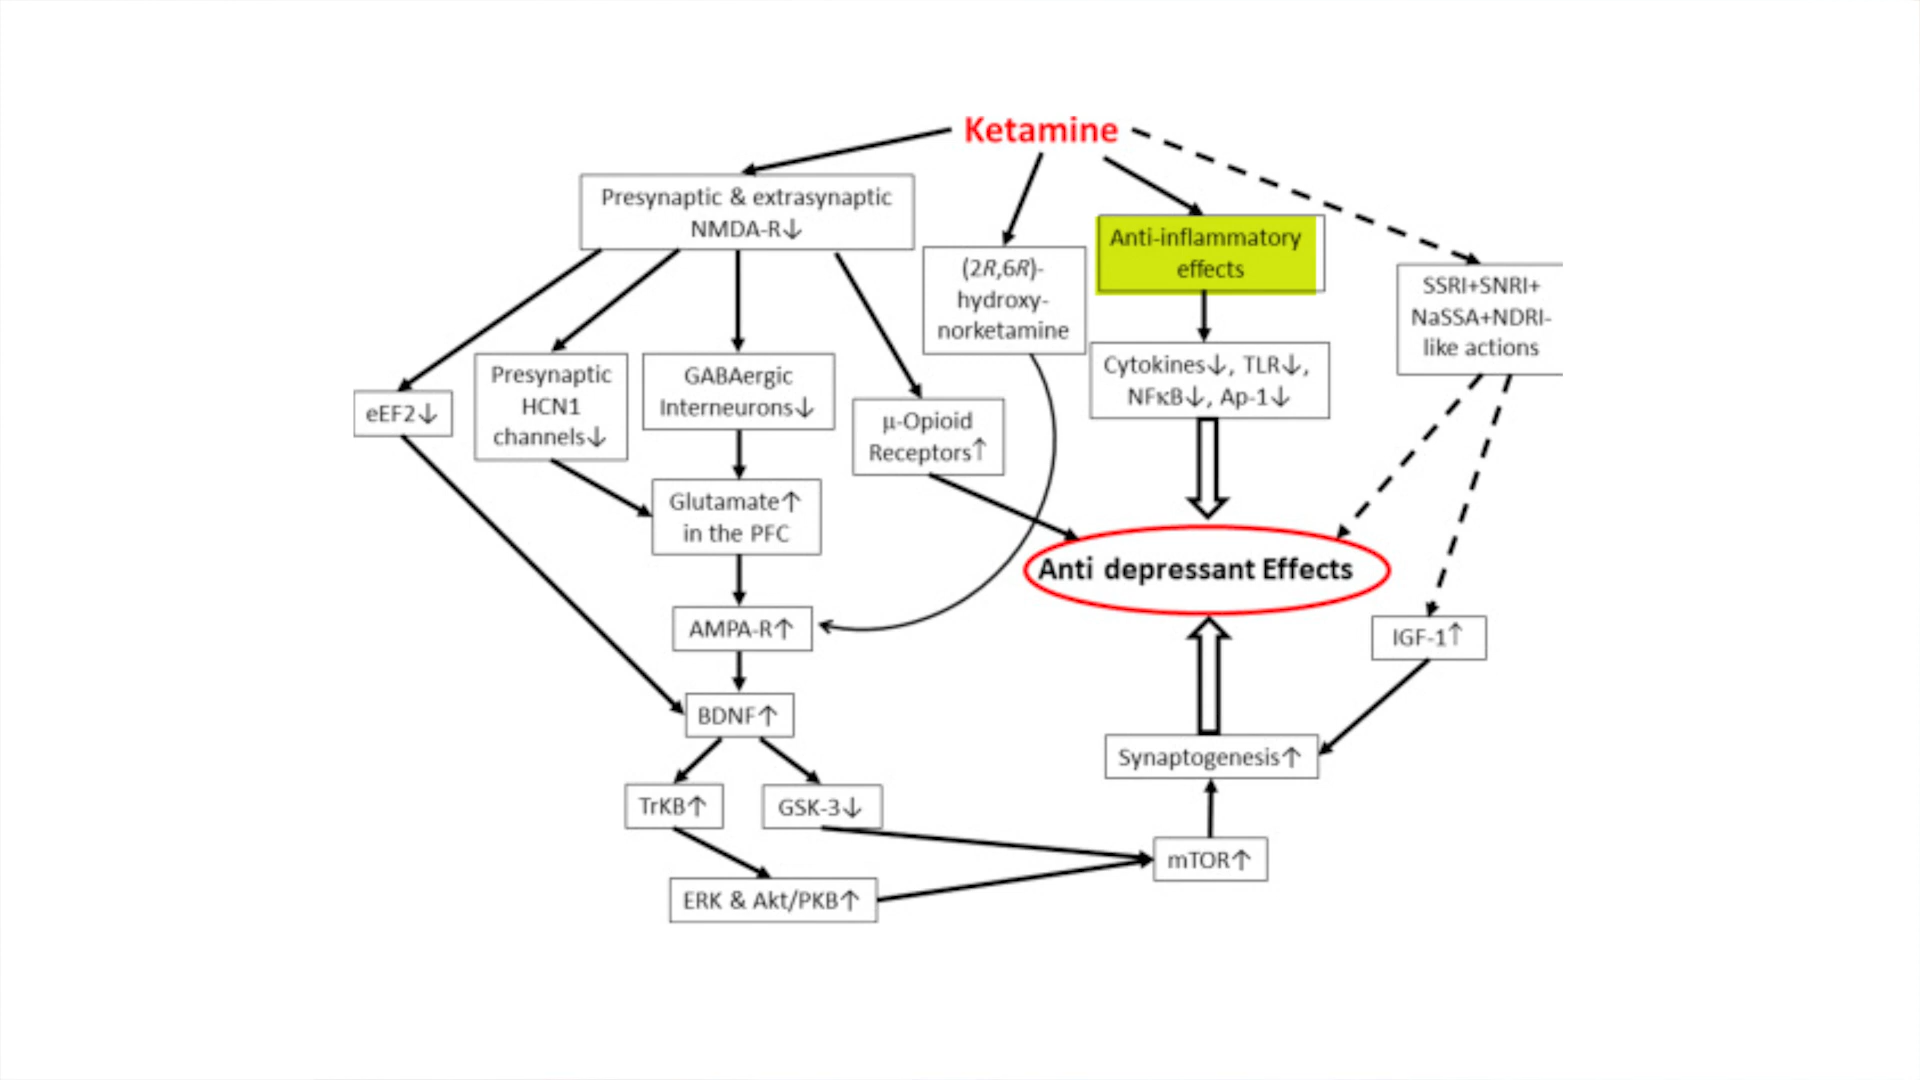 Ketamine
Presynaptic & extrasynaptic
NMDA-R↓
(2R,6R)-
hydroxy-
norketamine
Anti-inflammatory
effects
SSRI+SNRI+
NaSSA+NDRI-
like actions
eEF2↓
Presynaptic
HCN1
channels↓
GABAergic
Interneurons↓
μ-Opioid
Receptors↑
Cytokines↓, TLR↓,
NFκB↓, Ap-1↓
Glutamate↑
in the PFC
Anti depressant Effects
AMPA-R↑
IGF-1↑
BDNF↑
Synaptogenesis↑
TrKB↑
GSK-3↓
mTOR↑
ERK & Akt/PKB↑